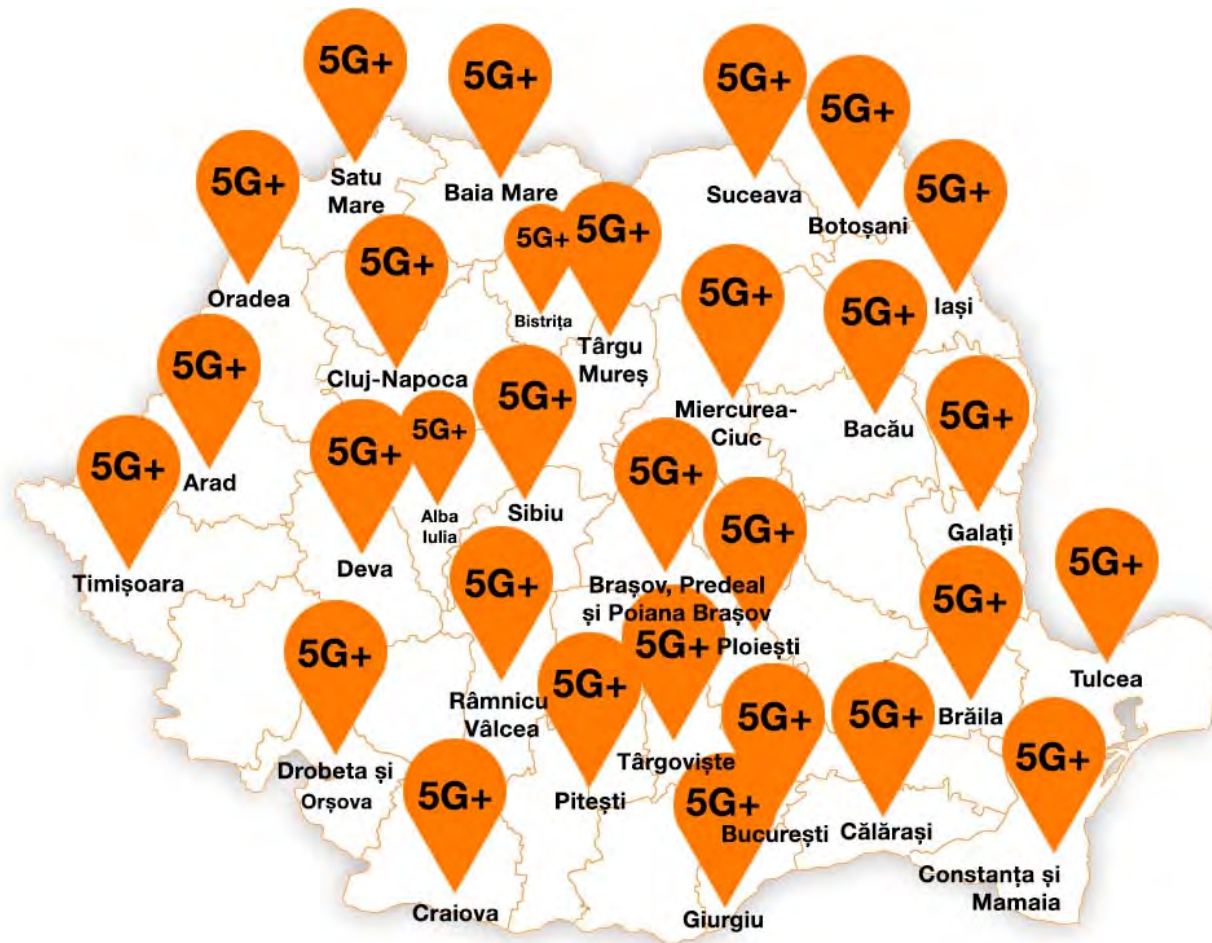 5G+
Satu
Mare
5G+
Baia Mare
5G+
Suceava
5G+
Botoșani
5G+
Iași
5G+
Oradea
5G+
Cluj-Napoca
5G+
Bistrița
5G+
Târgu
Mureș
5G+
Miercurea-
Ciuc
5G+
Bacău
5G+
Arad
5G+
Timișoara
5G+
Deva
5G+
Alba
Iulia
5G+
Sibiu
5G+
Galați
5G+
Brașov, Predeal
și Poiana Brașov
5G+
Ploiești
5G+
Tulcea
5G+
Râmnicu
Vâlcea
5G+
Brăila
5G+
Drobeta și
Orșova
5G+
Pitești
5G+
Târgoviște
5G+
București
5G+
Călărași
5G+
Constanța și
Mamaia
5G+
Craiova
5G+
Giurgiu